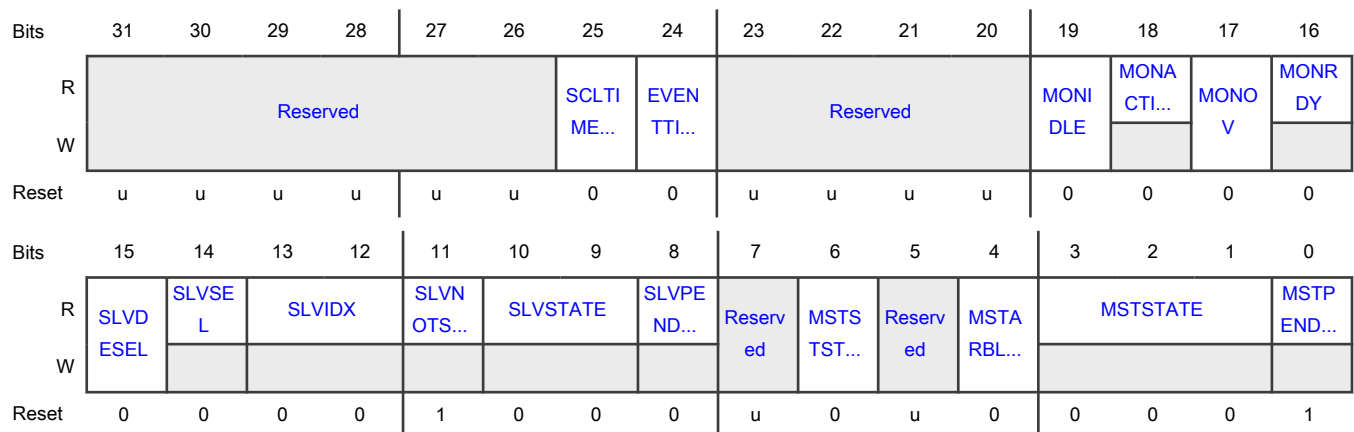 Bits 31 30 29 28 27 26 25 24 23 22 21 20 19 18 17 16
R
W
Reserved
SCLTI
ME...
EVEN
TTI...
Reserved
MONI
DLE
MONA
CTI...
MONO
V
MONR
DY
Reset u u u u u u 0 0 u u u u 0 0 0 0
Bits 15 14 13 12 11 10 9 8 7 6 5 4 3 2 1 0
R
W
SLVD
ESEL
SLVSE
L
SLVIDX
SLVN
OTS...
SLVSTATE
SLVPE
ND...
Reserv
ed
MSTS
TST...
Reserv
ed
MSTA
RBL...
MSTSTATE
MSTP
END...
Reset 0 0 0 0 1 0 0 0 u 0 u 0 0 0 0 1